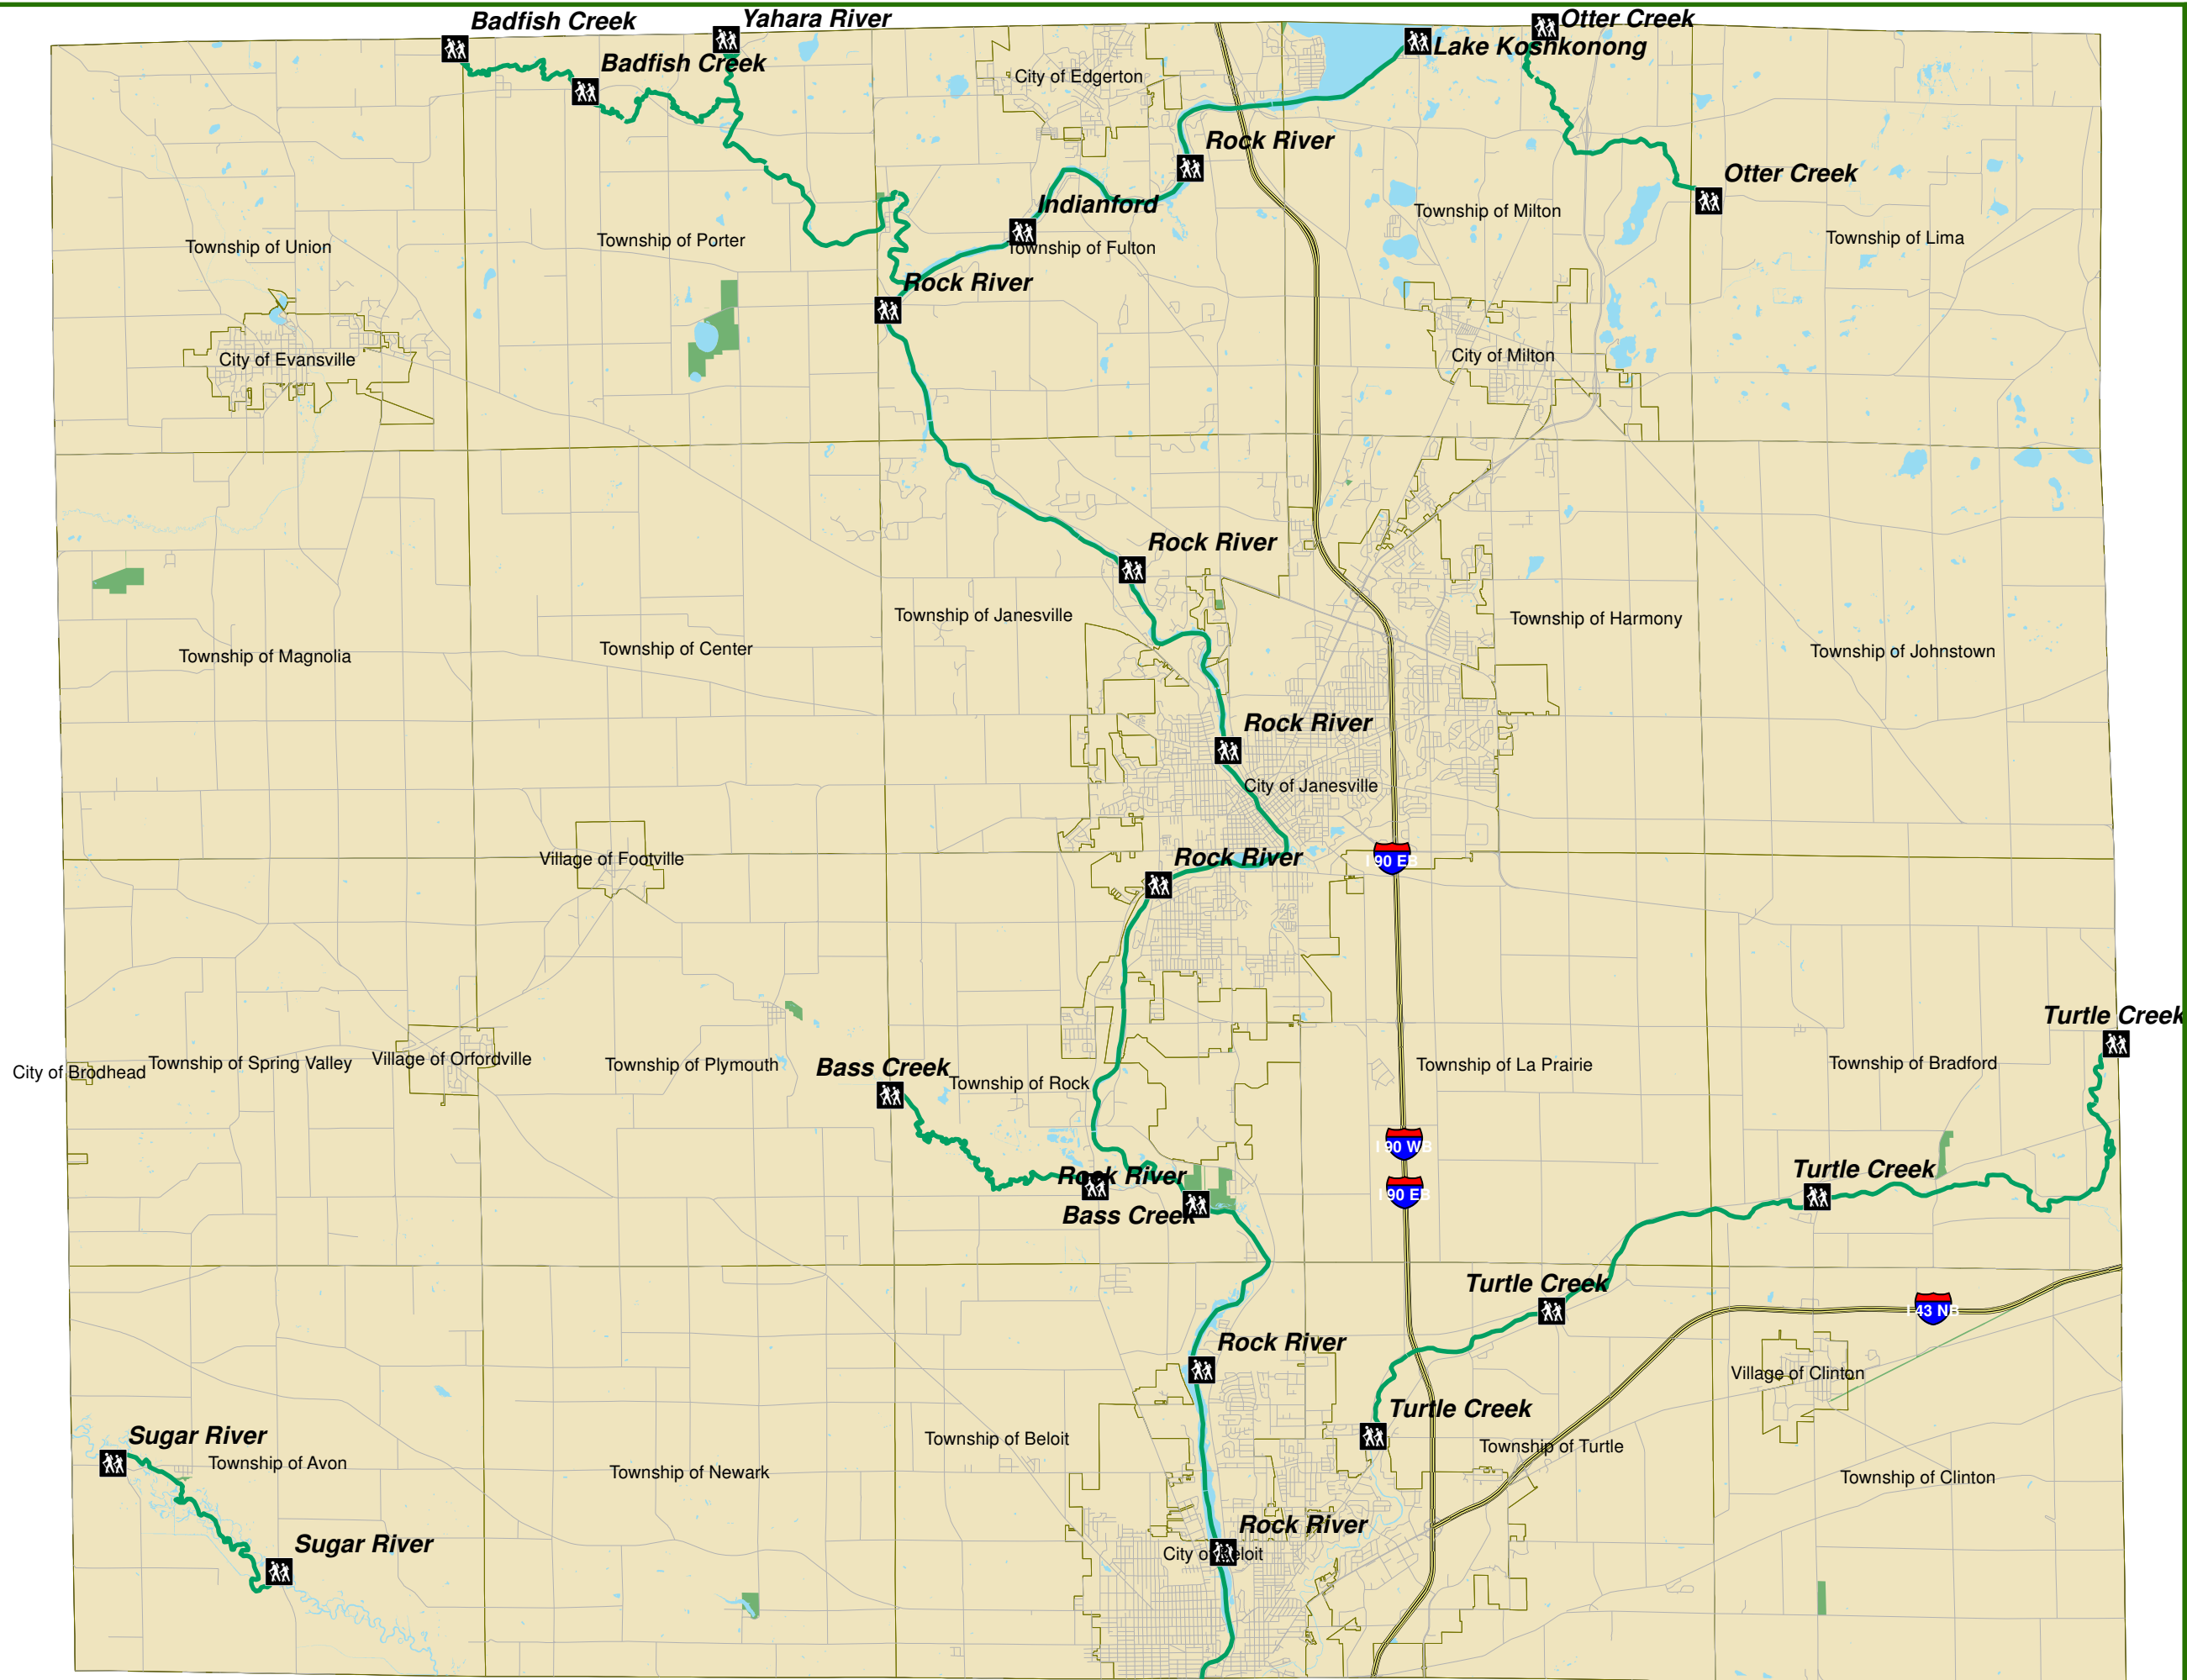 Badfish Creek
Yahara River
Otter Creek
Lake Koshkonong
Badfish Creek
City of Edgerton
Rock River
Otter Creek
Indianford
Township of Milton
Township of Union
Township of Porter
Township of Fulton
Township of Lima
Rock River
City of Evansville
City of Milton
Rock River
Township of Janesville
Township of Harmony
Township of Magnolia
Township of Center
Township of Johnstown
Rock River
City of Janesville
Village of Footville
Rock River
I 90 EB
Turtle Creek
City of Brodhead
Township of Spring Valley
Village of Orfordville
Township of Plymouth
Bass Creek
Township of Rock
Township of La Prairie
Township of Bradford
I 90 WB
Rock River
Turtle Creek
I 90 EB
Bass Creek
Turtle Creek
I 43 NB
Rock River
Village of Clinton
Turtle Creek
Sugar River
Township of Avon
Township of Beloit
Township of Turtle
Township of Newark
Township of Clinton
Rock River
Sugar River
City of Beloit